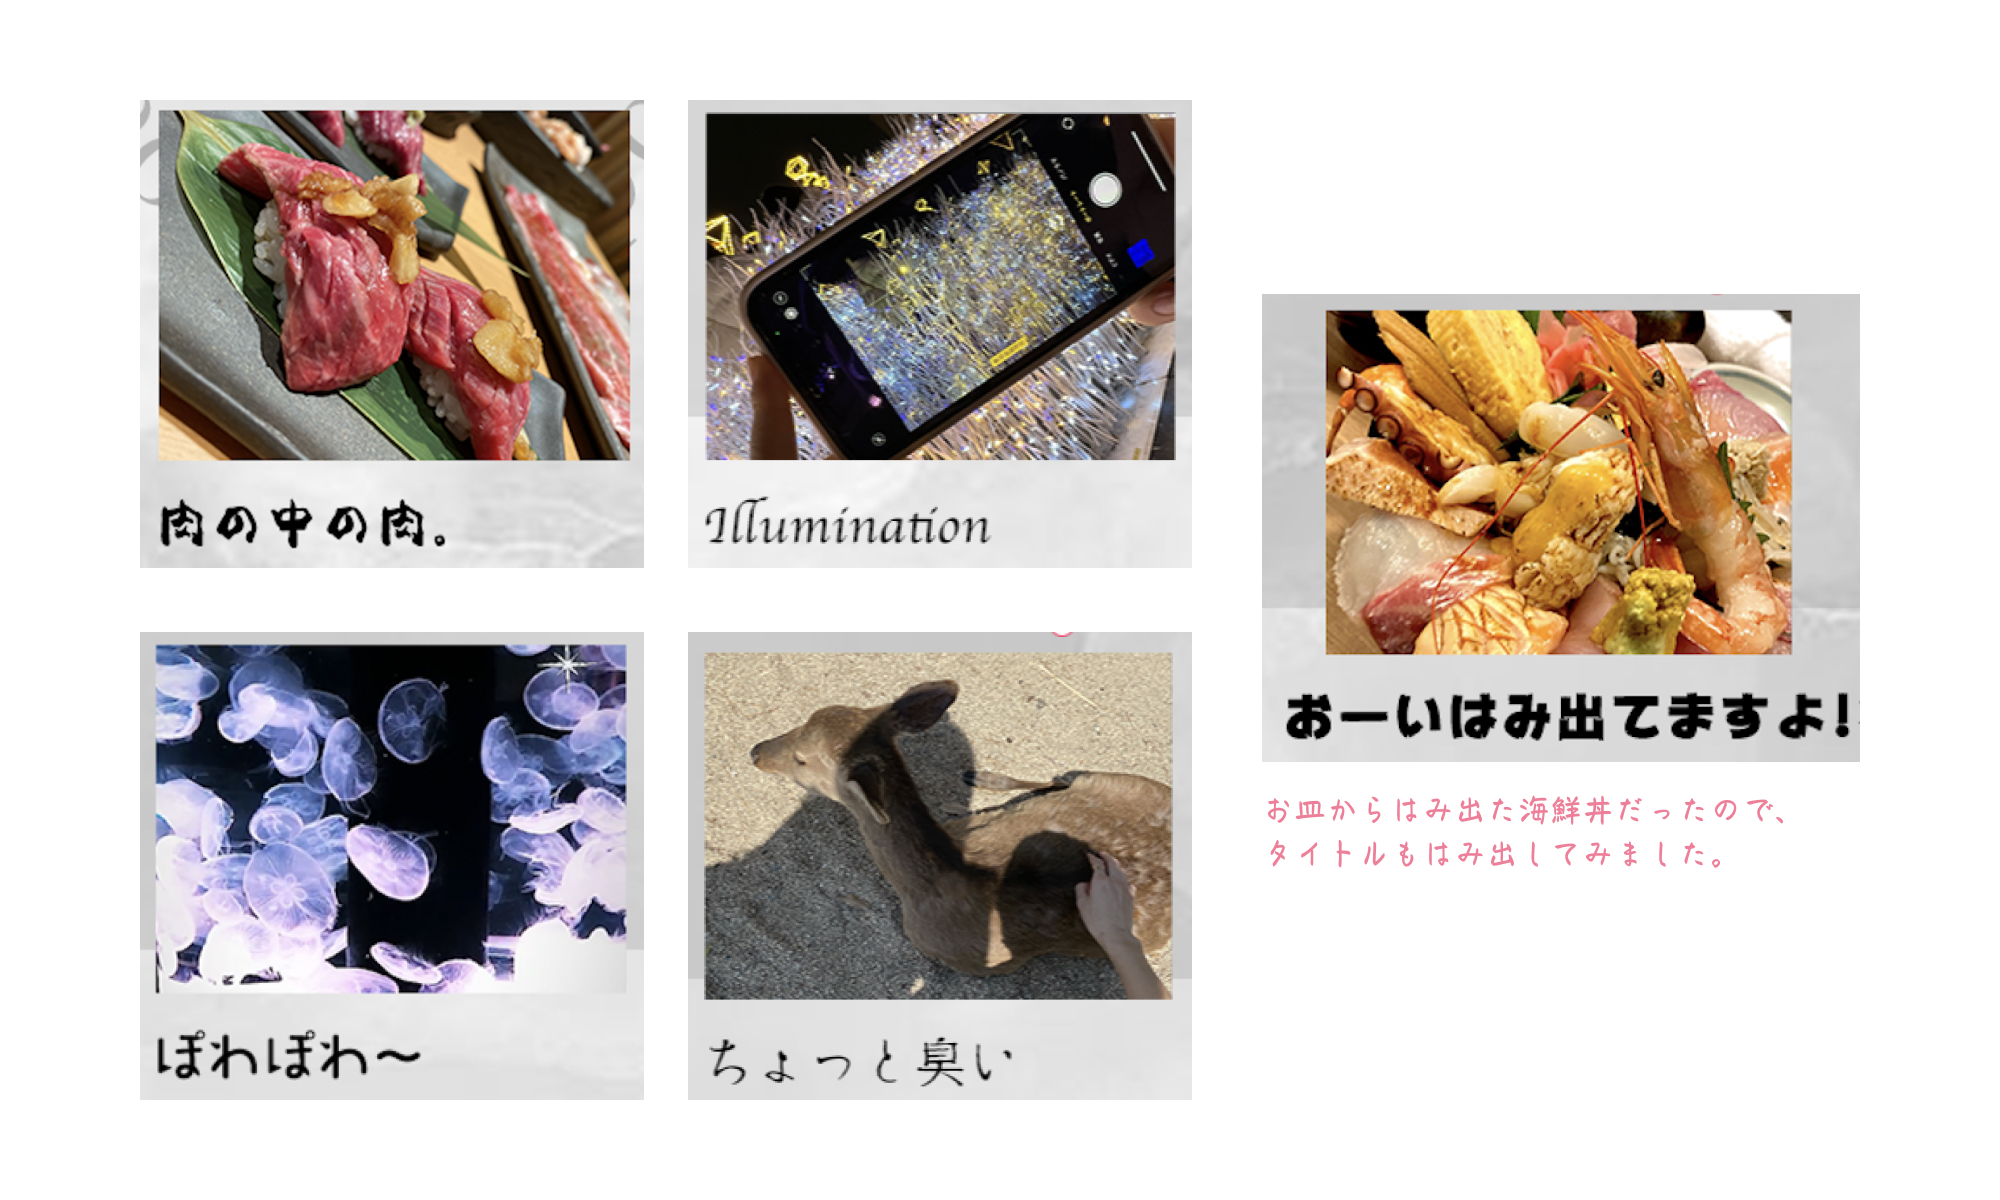 肉の中の肉。
Illumination
ぽわぽわ〜
ちょっと臭い
おーいはみ出てますよ!
お皿からはみ出た海鮮丼だったので、
タイトルもはみ出してみました。